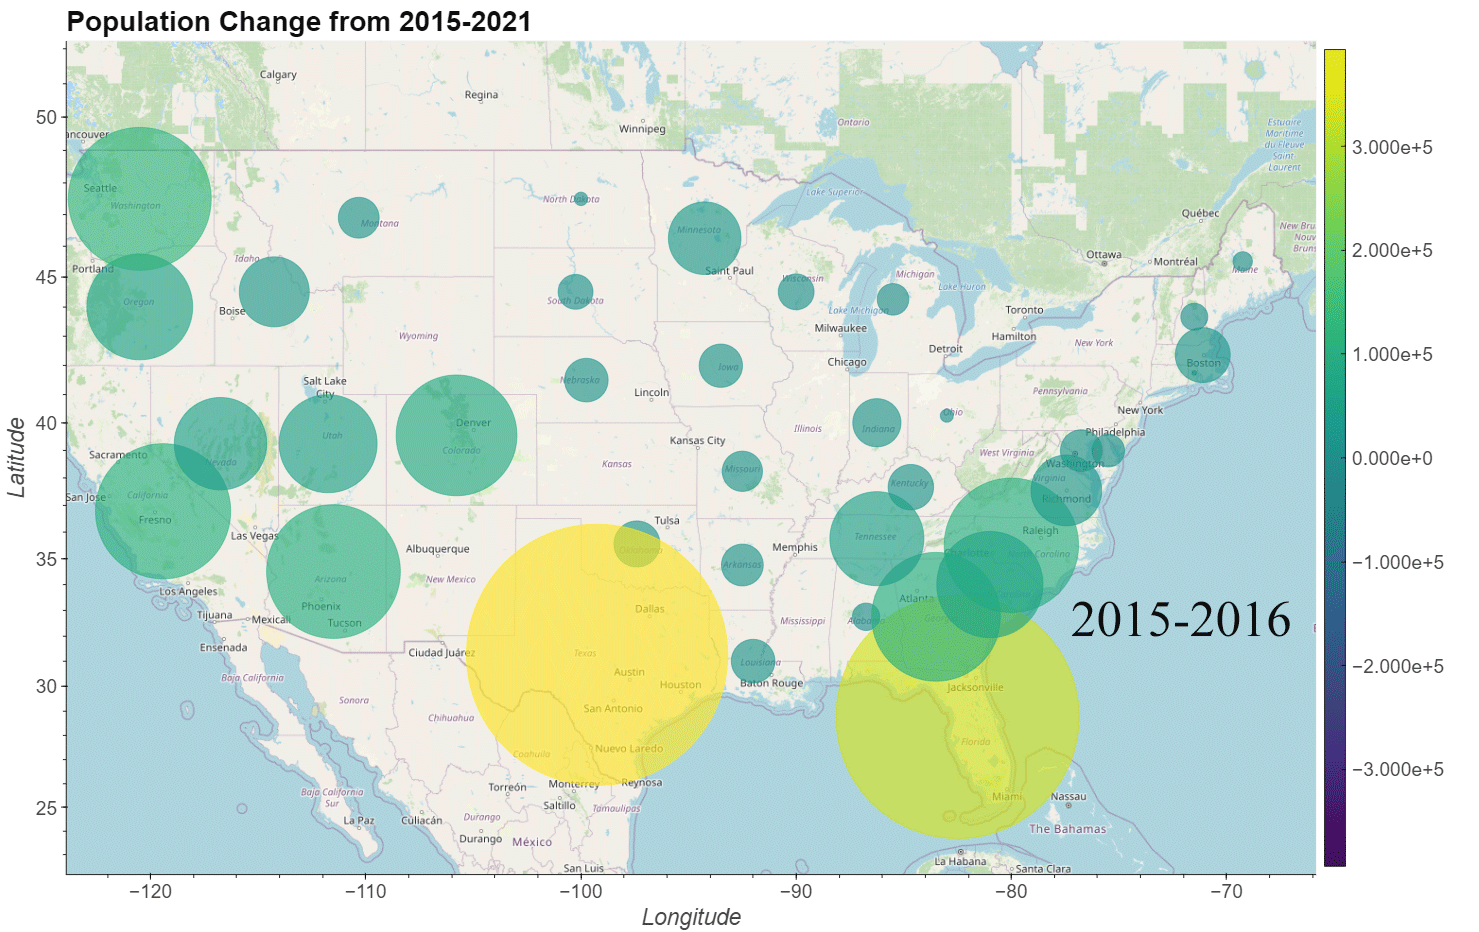 Population Change from 2015-2021
Calgary
Regina
Winnipeg
Ontario
Estuaire
Maritime
du Fleuve
Saint
Laurent
ancouver
Seattle
Washington
Montana
North Dakota
Minnesota
Lake Superior
Québec
Ottawa
Montréal
Maine
Portland
Idaho
Boise
South Dakota
Saint Paul
Wisconsin
Michigan
Lake Huron
Oregon
Wyoming
Lake Michigan
Milwaukee
Toronto
Hamilton
New York
Detroit
Chicago
Boston
Salt Lake
City
Nebraska
Iowa
Lincoln
Pennsylvania
New York
Denver
Colorado
Utah
Nevada
Sacramento
Kansas City
Illinois
Indiana
Ohio
Philadelphia
Kansas
Missouri
West Virginia
Washington
Virginia
Richmond
California
San Jose
Fresno
Kentucky
Las Vegas
Albuquerque
Tulsa
Oklahoma
Memphis
Tennessee
Raleigh
Charlotte
North Carolina
Arizona
New Mexico
Arkansas
Los Angeles
Phoenix
Tucson
Tijuana
Mexicali
Dallas
Atlanta
Alabama
Mississippi
Ensenada
Ciudad Juárez
Texas
Austin
Houston
San Antonio
Louisiana
Baton Rouge
Jacksonville
Baja California
Sonora
Chihuahua
Coahuila
Nuevo Laredo
Florida
Miami
Nassau
The Bahamas
Torreón
Monterrey
Reynosa
Saltillo
Tamaulipas
Baja California
Sur
La Paz
Culiacán
Durango
Durango
México
San Luis
La Habana
Santa Clara
2015-2016
50
45
40
35
30
25
Latitude
−120
−110
−100
−90
−80
−70
Longitude
3.000e+5
2.000e+5
1.000e+5
0.000e+0
−1.000e+5
−2.000e+5
−3.000e+5